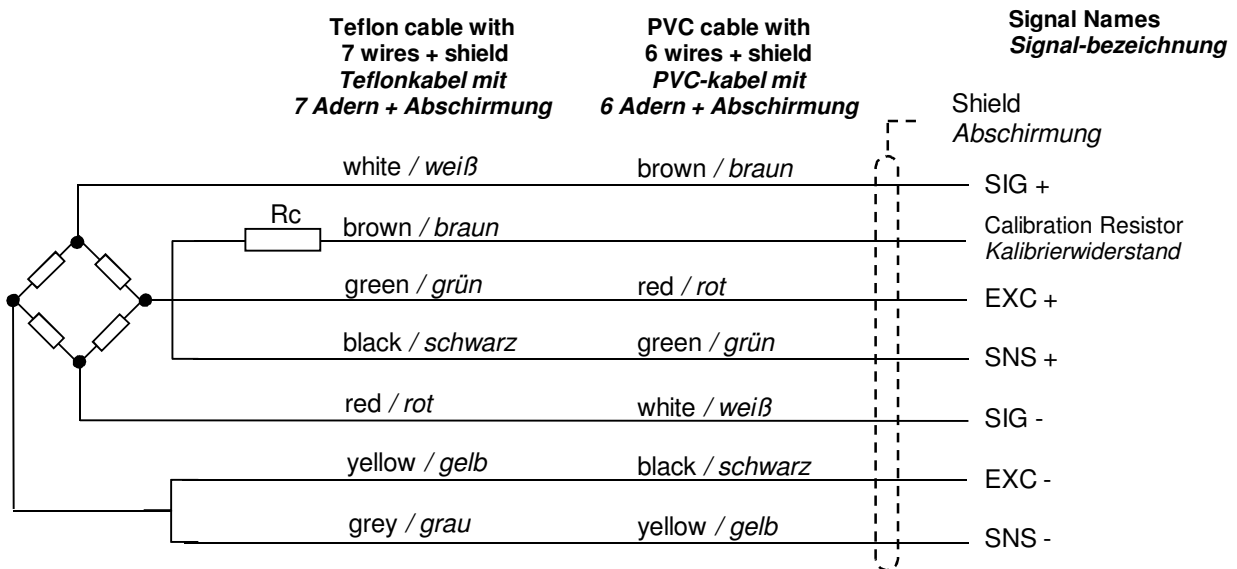 Teflon cable with
7 wires + shield
Teflonkabel mit
7 Adern + Abschirmung
PVC cable with
6 wires + shield
PVC-kabel mit
6 Adern + Abschirmung
Signal Names
Signal-bezeichnung
Shield
Abschirmung
white / weiß
brown / braun
SIG +
Rc
brown / braun
Calibration Resistor
Kalibrierwiderstand
green / grün
red / rot
EXC +
black / schwarz
green / grün
SNS +
red / rot
white / weiß
SIG -
yellow / gelb
black / schwarz
EXC -
grey / grau
yellow / gelb
SNS -